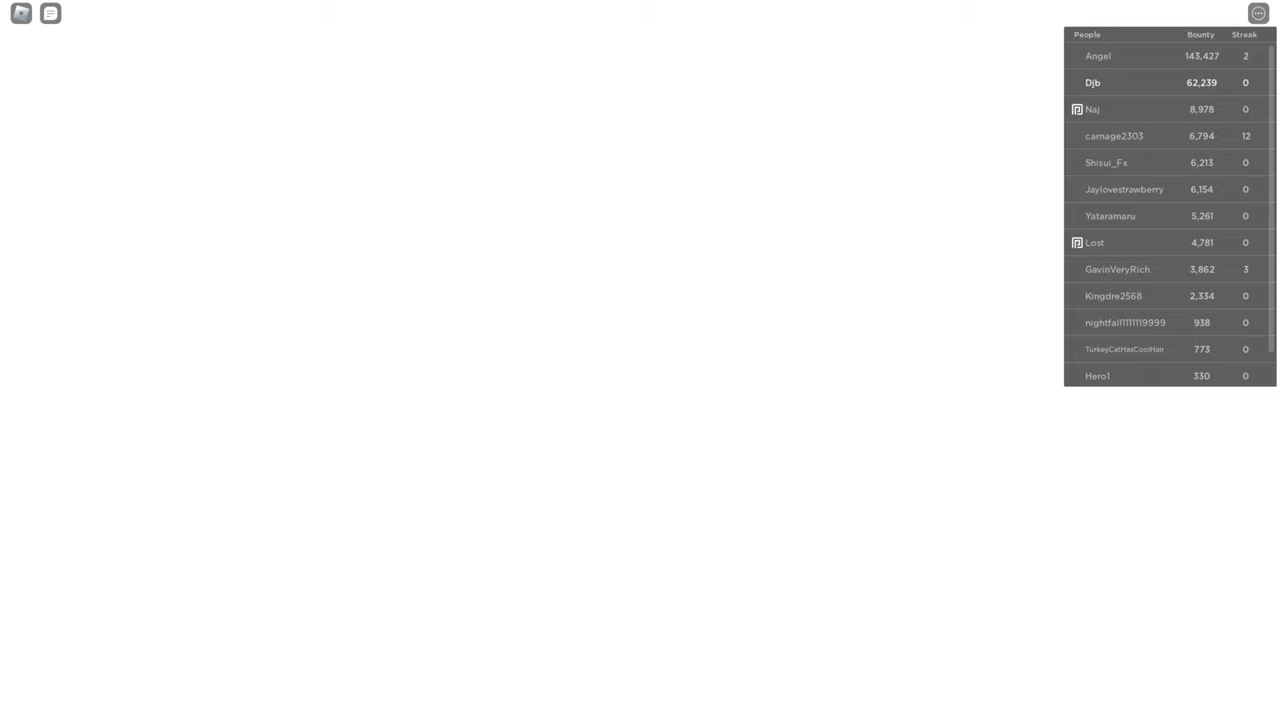 People Bounty Streak
Angel 143,427 2
Djb 62,239 0
Naj 8,978 0
carnage2303 6,794 12
Shisui_Fx 6,213 0
Jaylovestrawberry 6,154 0
Yataramaru 5,261 0
Lost 4,781 0
GavinVeryRich 3,862 3
Kingdre2568 2,334 0
nightfall1111119999 938 0
TurkeyCatHasCoolHair 773 0
Hero1 330 0